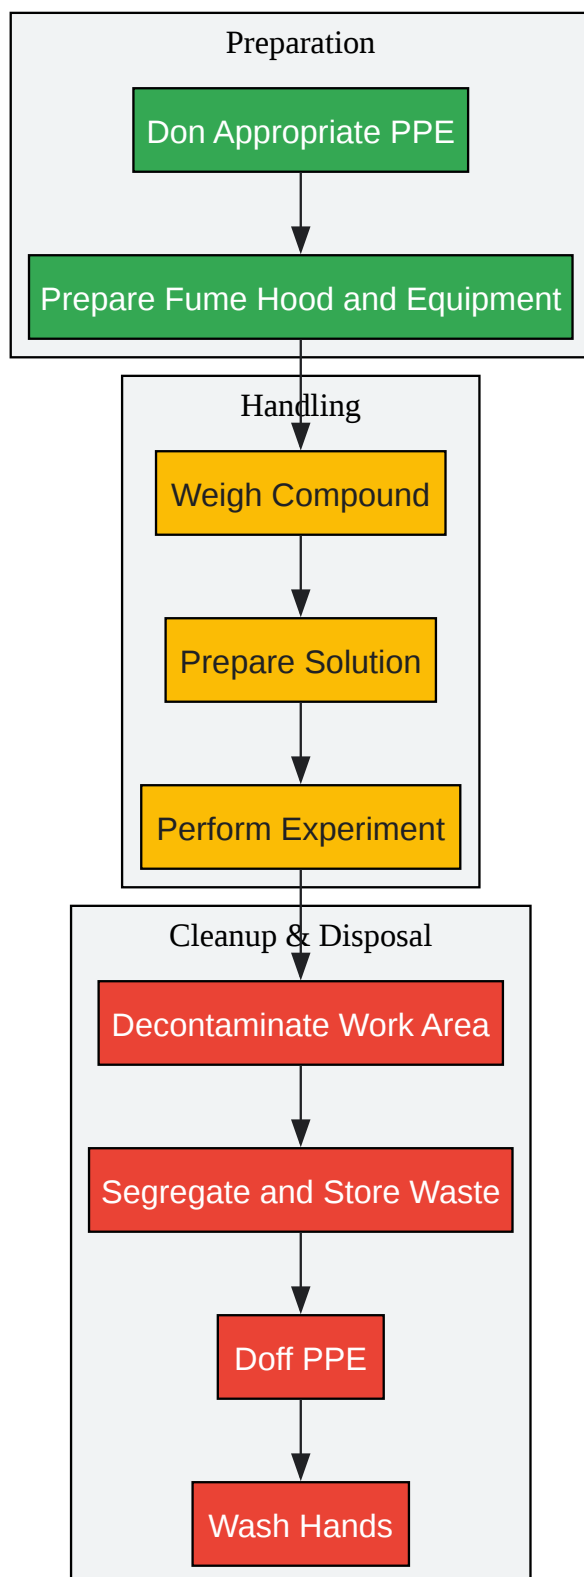 Preparation
Don Appropriate PPE
Prepare Fume Hood and Equipment
Handling
Weigh Compound
Prepare Solution
Perform Experiment
Cleanup & Disposal
Decontaminate Work Area
Segregate and Store Waste
Doff PPE
Wash Hands